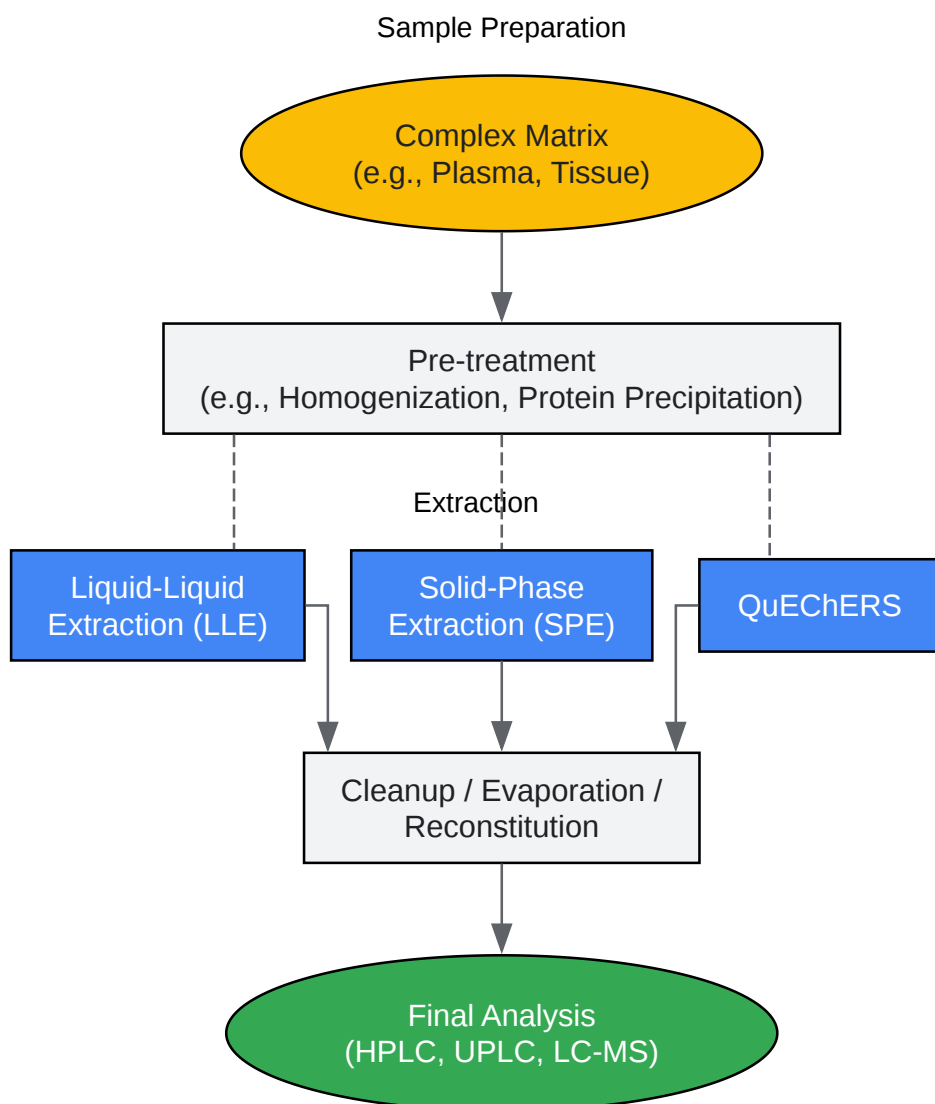 Sample Preparation
Complex Matrix
(e.g., Plasma, Tissue)
Pre-treatment
(e.g., Homogenization, Protein Precipitation)
Extraction
Liquid-Liquid
Extraction (LLE)
Solid-Phase
Extraction (SPE)
QuEChERS
Cleanup / Evaporation /
Reconstitution
Final Analysis
(HPLC, UPLC, LC-MS)